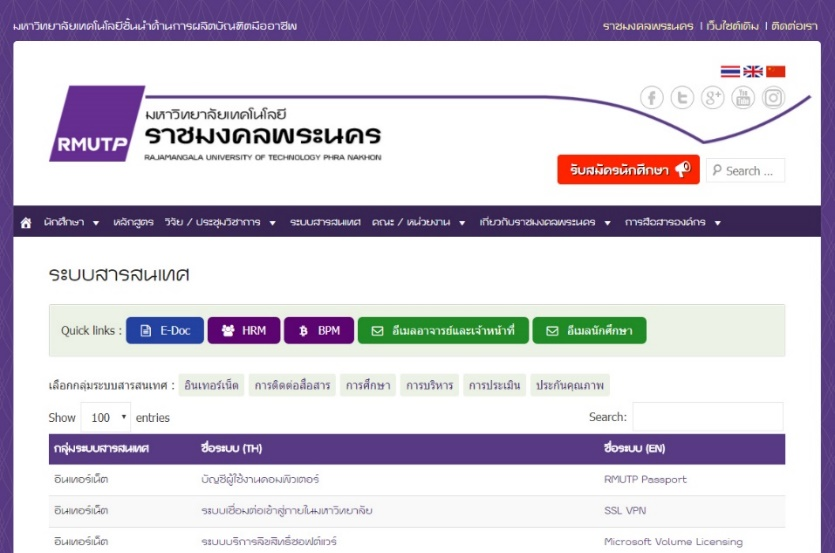 มหาวิทยาลัยเทคโนโลยีชั้นนำด้านการผลิตบัณฑิตมืออาชีพ
ราชมงคลพระนคร | เว็บไซต์เดิม | ติดต่อเรา
มหาวิทยาลัยเทคโนโลยี
RMUTP ราชมงคลพระนคร
RAJAMANGALA UNIVERSITY OF TECHNOLOGY PHRA NAKHON
รับสมัครนักศึกษา Search ...
นักศึกษา หลักสูตร วิจัย / ประชุมวิชาการ ระบบสารสนเทศ คณะ / หน่วยงาน เกี่ยวกับราชมงคลพระนคร การสื่อสารองค์กร
ระบบสารสนเทศ
Quick links : E-Doc HRM BPM อีเมลอาจารย์และเจ้าหน้าที่ อีเมลนักศึกษา
เลือกกลุ่มระบบสารสนเทศ : อินเทอร์เน็ต การติดต่อสื่อสาร การศึกษา การบริหาร การประเมิน ประกันคุณภาพ
Show 100 entries Search:
กลุ่มระบบสารสนเทศ ชื่อระบบ (TH) ชื่อระบบ (EN)
อินเทอร์เน็ต บัญชีผู้ใช้งานคอมพิวเตอร์ RMUTP Passport
อินเทอร์เน็ต ระบบเชื่อมต่อเข้าสู่ภายในมหาวิทยาลัย SSL VPN
อินเทอร์เน็ต ระบบบริการลิขสิทธิ์ซอฟต์แวร์ Microsoft Volume Licensing